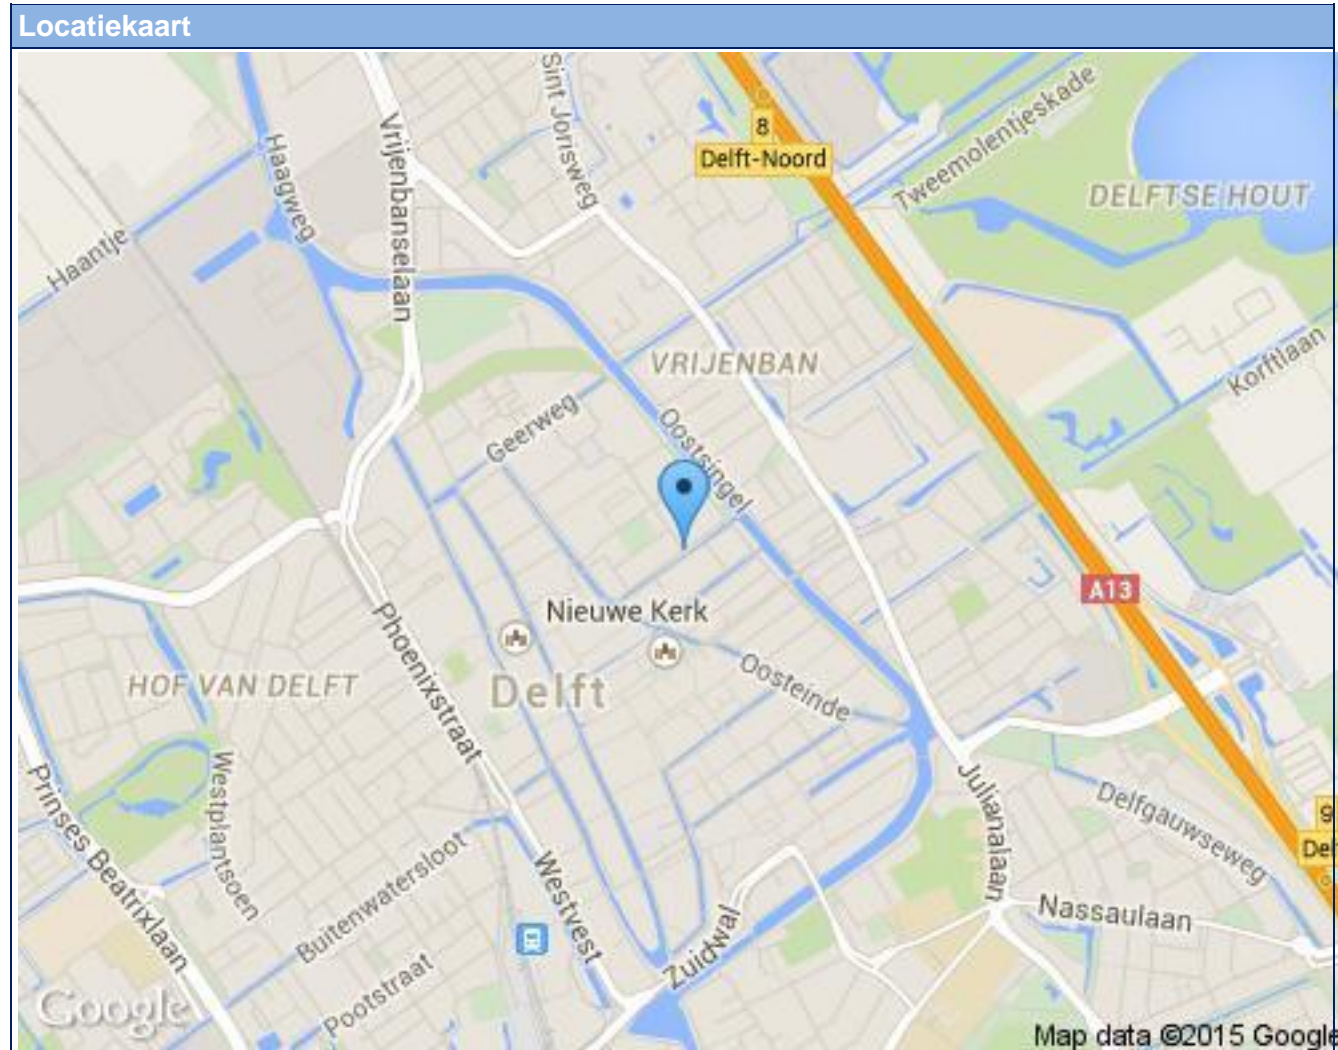 Locatiekaart
Sint Jorisweg
8
Delft-Noord
Tweemolentjeskade
DELFTSE HOUT
Vrijenbanselaan
Haagweg
Haantje
VRIJENBAN
Korftlaan
Geerweg
Oostsingel
A13
Nieuwe Kerk
Phoenixstraat
Oosteinde
HOF VAN DELFT
Delft
Westplantsoen
Prinses Beatrixlaan
Julianalaan
Delfgauwseweg
9
Del
Buitenwatersloot
Westvest
Zuidwal
Nassaulaan
Pootstraat
Google
Map data ©2015 Google